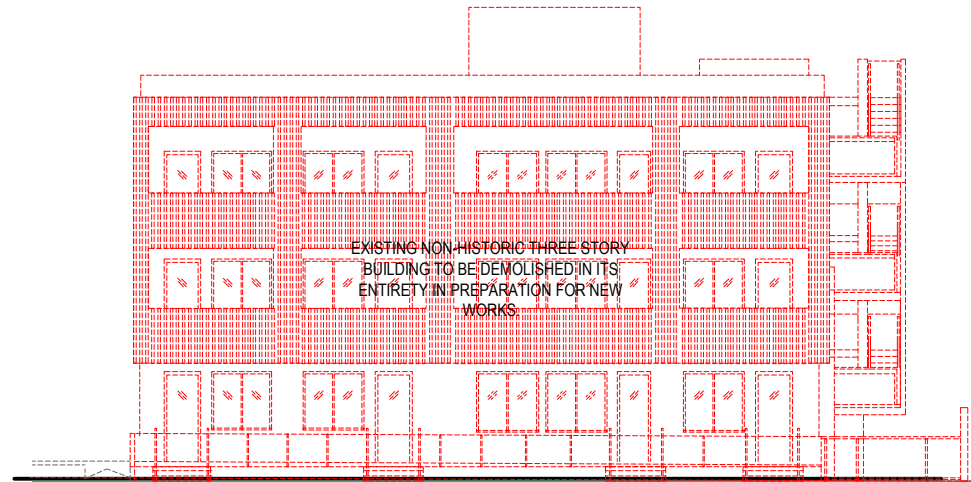 EXISTING NON-HISTORIC THREE STORY
BUILDING TO BE DEMOLISHED IN ITS
ENTIRETY IN PREPARATION FOR NEW
WORKS.